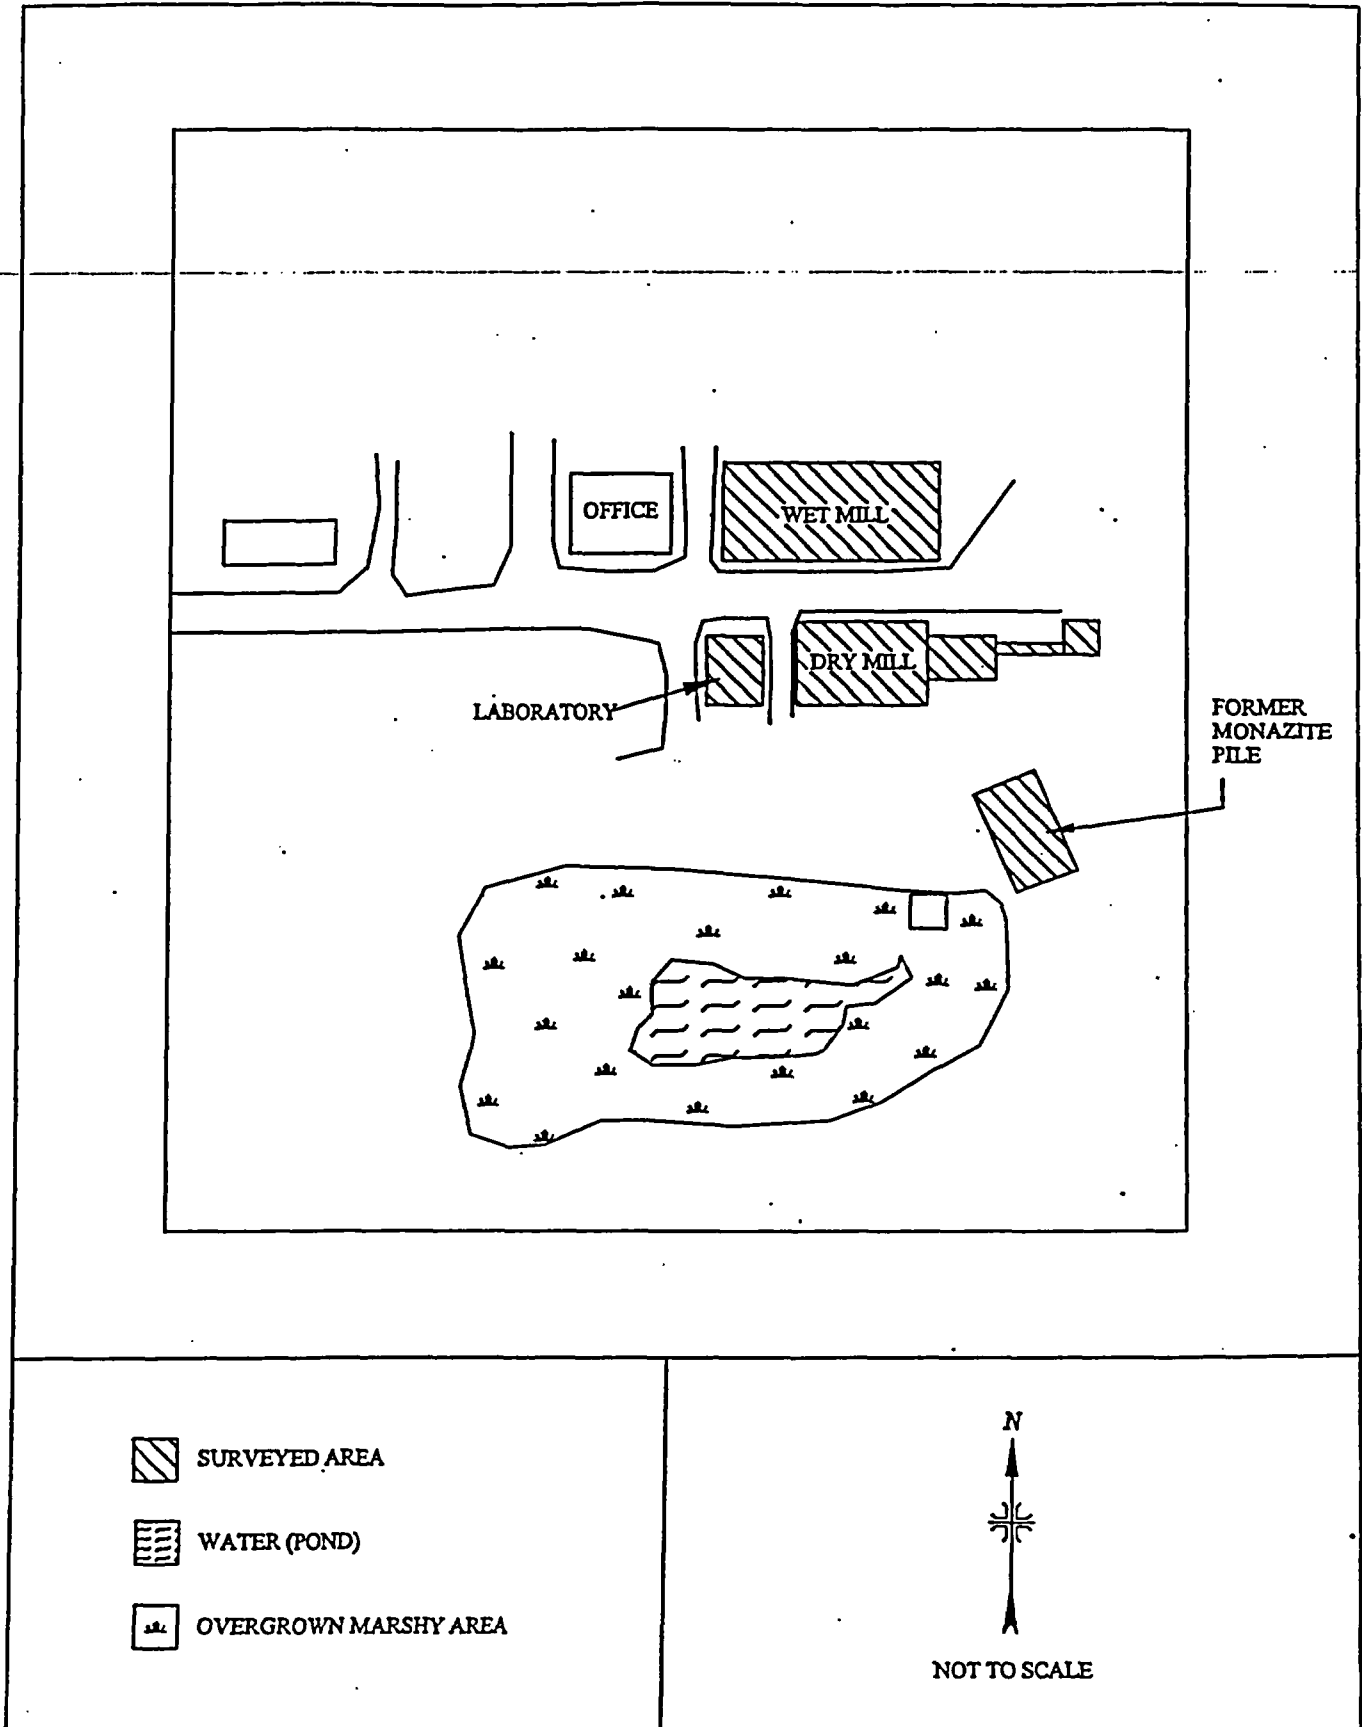 OFFICE
WET MILL
DRY MILL
LABORATORY
FORMER
MONAZITE
PILE
SURVEYED AREA
WATER (POND)
OVERGROWN MARSHY AREA
N
NOT TO SCALE